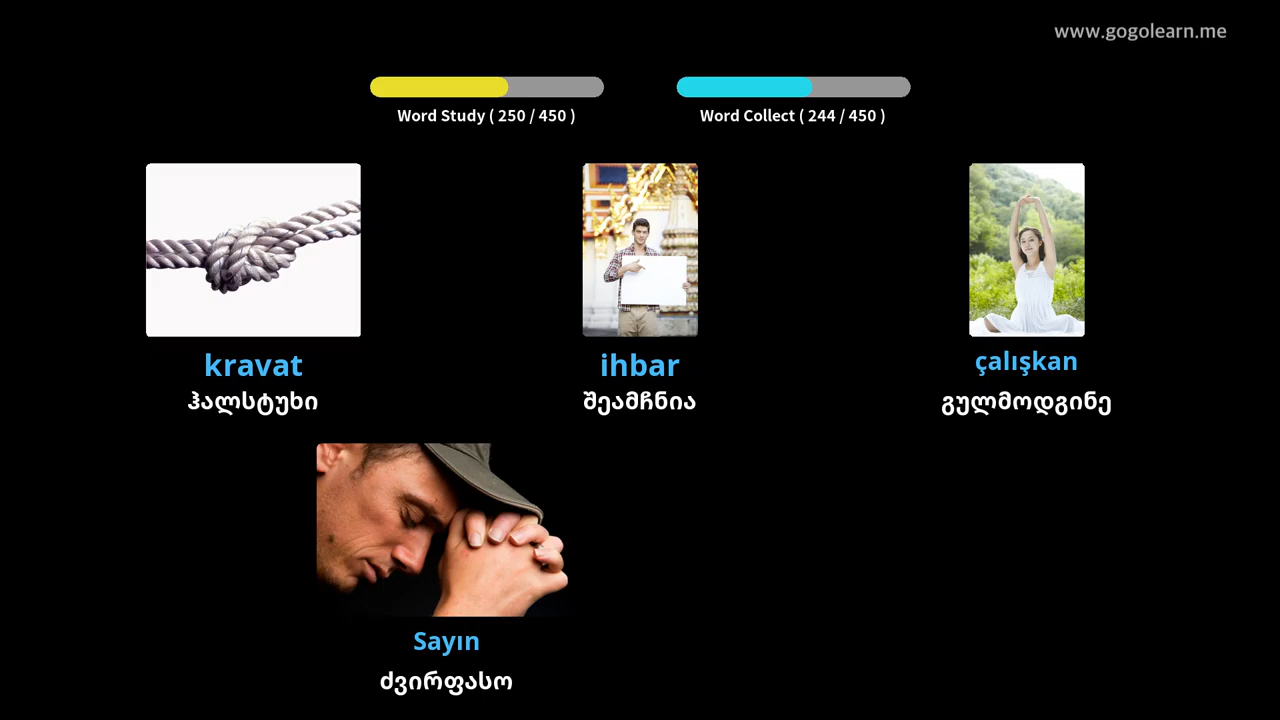 www.gogolearn.me
Word Study ( 250 / 450 )
Word Collect ( 244 / 450 )
kravat
ჰალსტუხი
ihbar
შეამჩნია
çalışkan
გულმოდგინე
Sayın
ძვირფასო